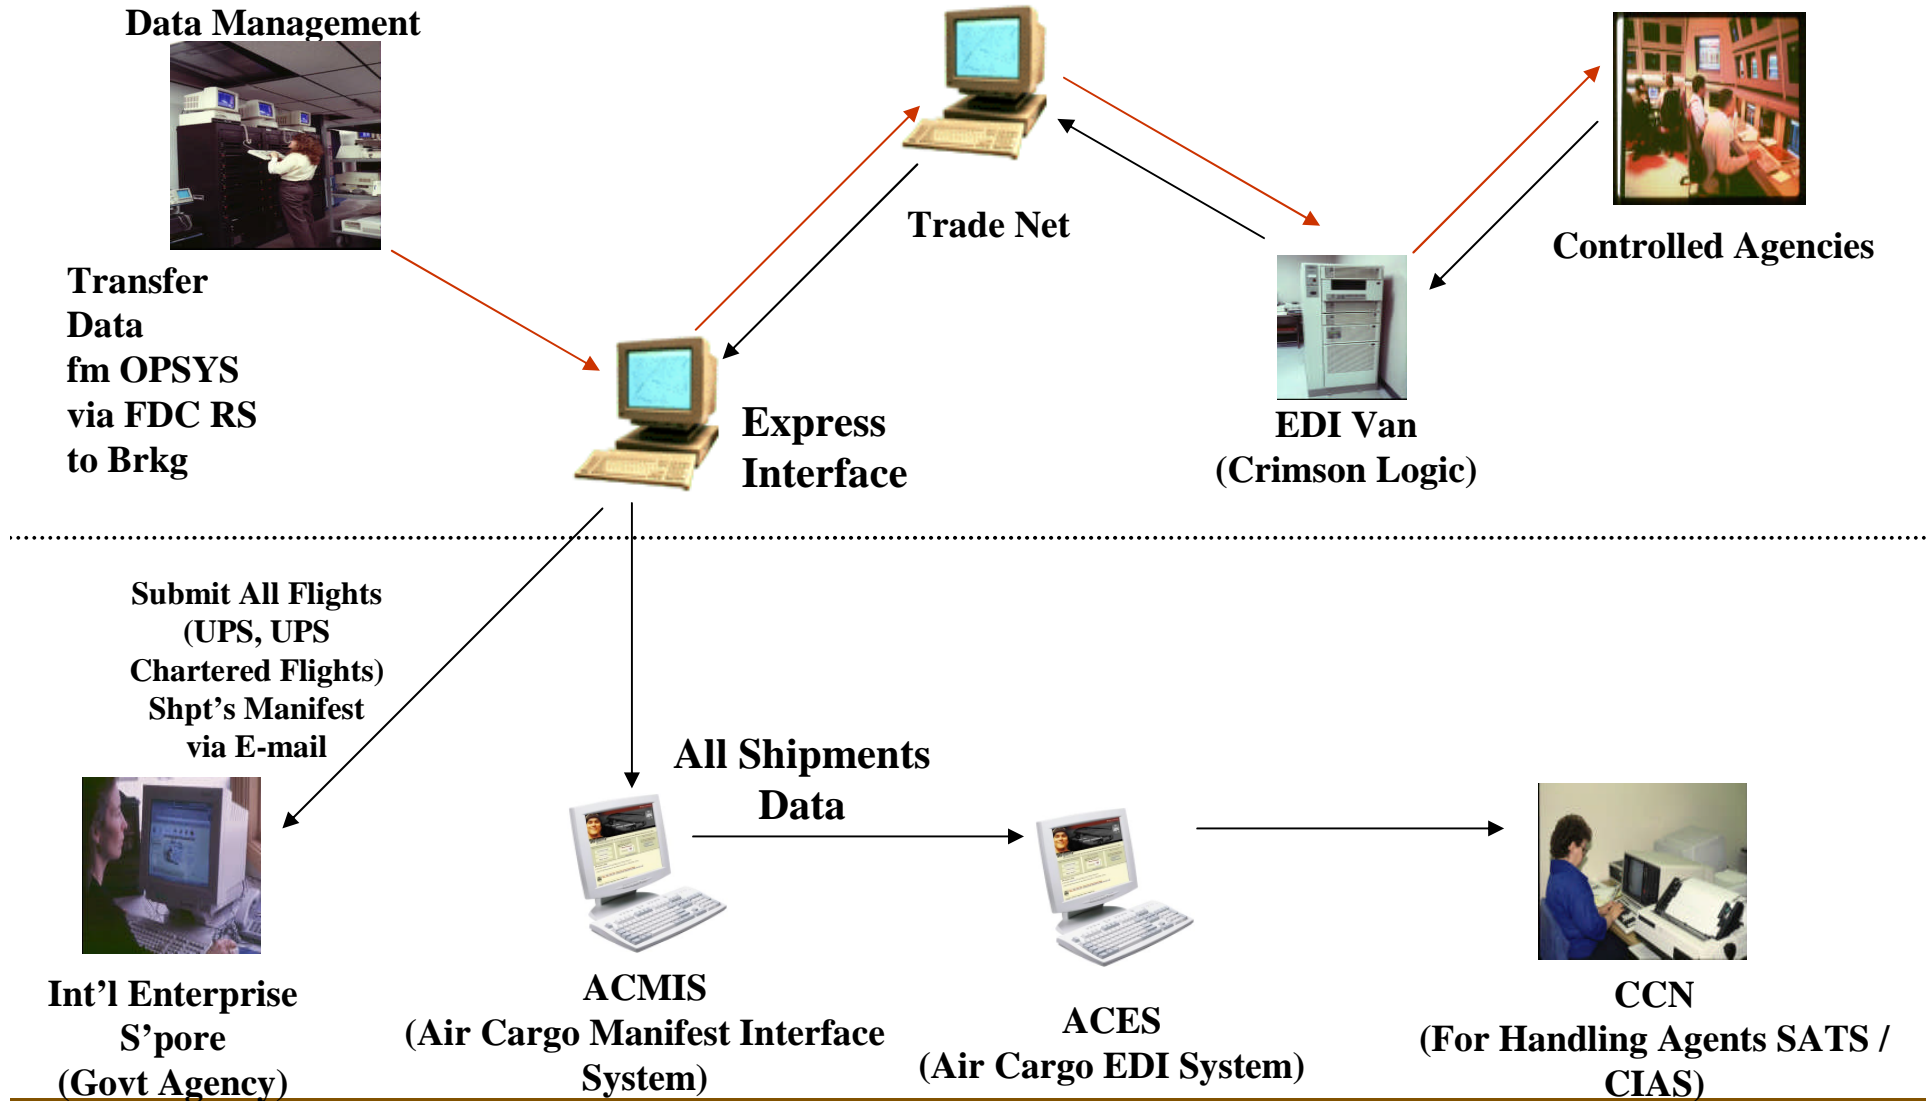 Data Management
Trade Net
Controlled Agencies
Transfer
Data
fm OPSYS
via FDC RS
to Brkg
Express
Interface
EDI Van
(Crimson Logic)
Submit All Flights
(UPS, UPS
Chartered Flights)
Shpt’s Manifest
via E-mail
All Shipments
Data
Int’l Enterprise
S’pore
(Govt Agency)
ACMIS
(Air Cargo Manifest Interface
System)
ACES
(Air Cargo EDI System)
CCN
(For Handling Agents SATS /
CIAS)